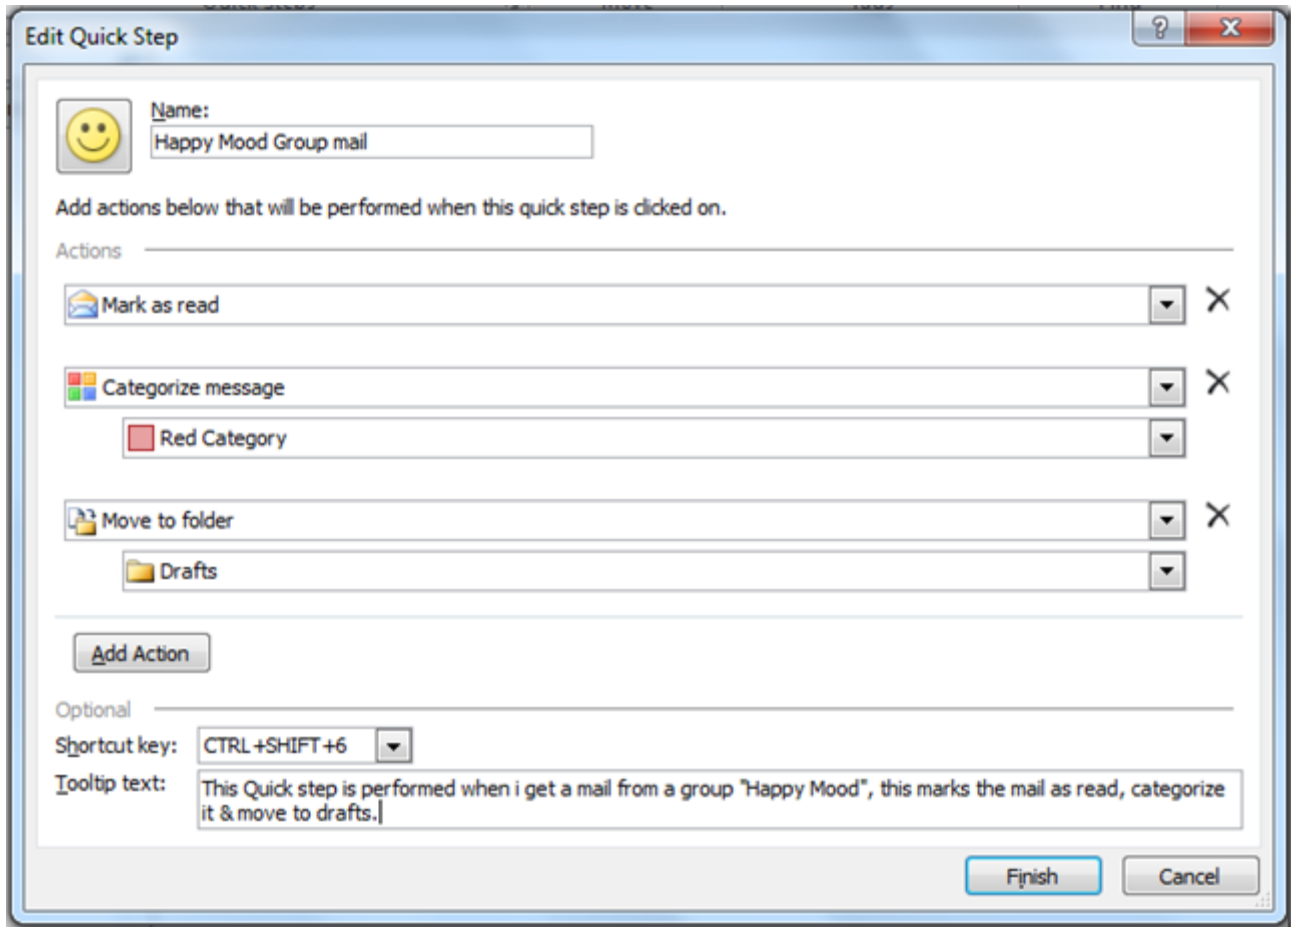 Edit Quick Step
Name:
Happy Mood Group mail
Add actions below that will be performed when this quick step is clicked on.
Actions
Mark as read
Categorize message
Red Category
Move to folder
Drafts
Add Action
Optional
Shortcut key: CTRL+SHIFT+6
Tooltip text: This Quick step is performed when i get a mail from a group "Happy Mood", this marks the mail as read, categorize
it & move to drafts.
Finish Cancel